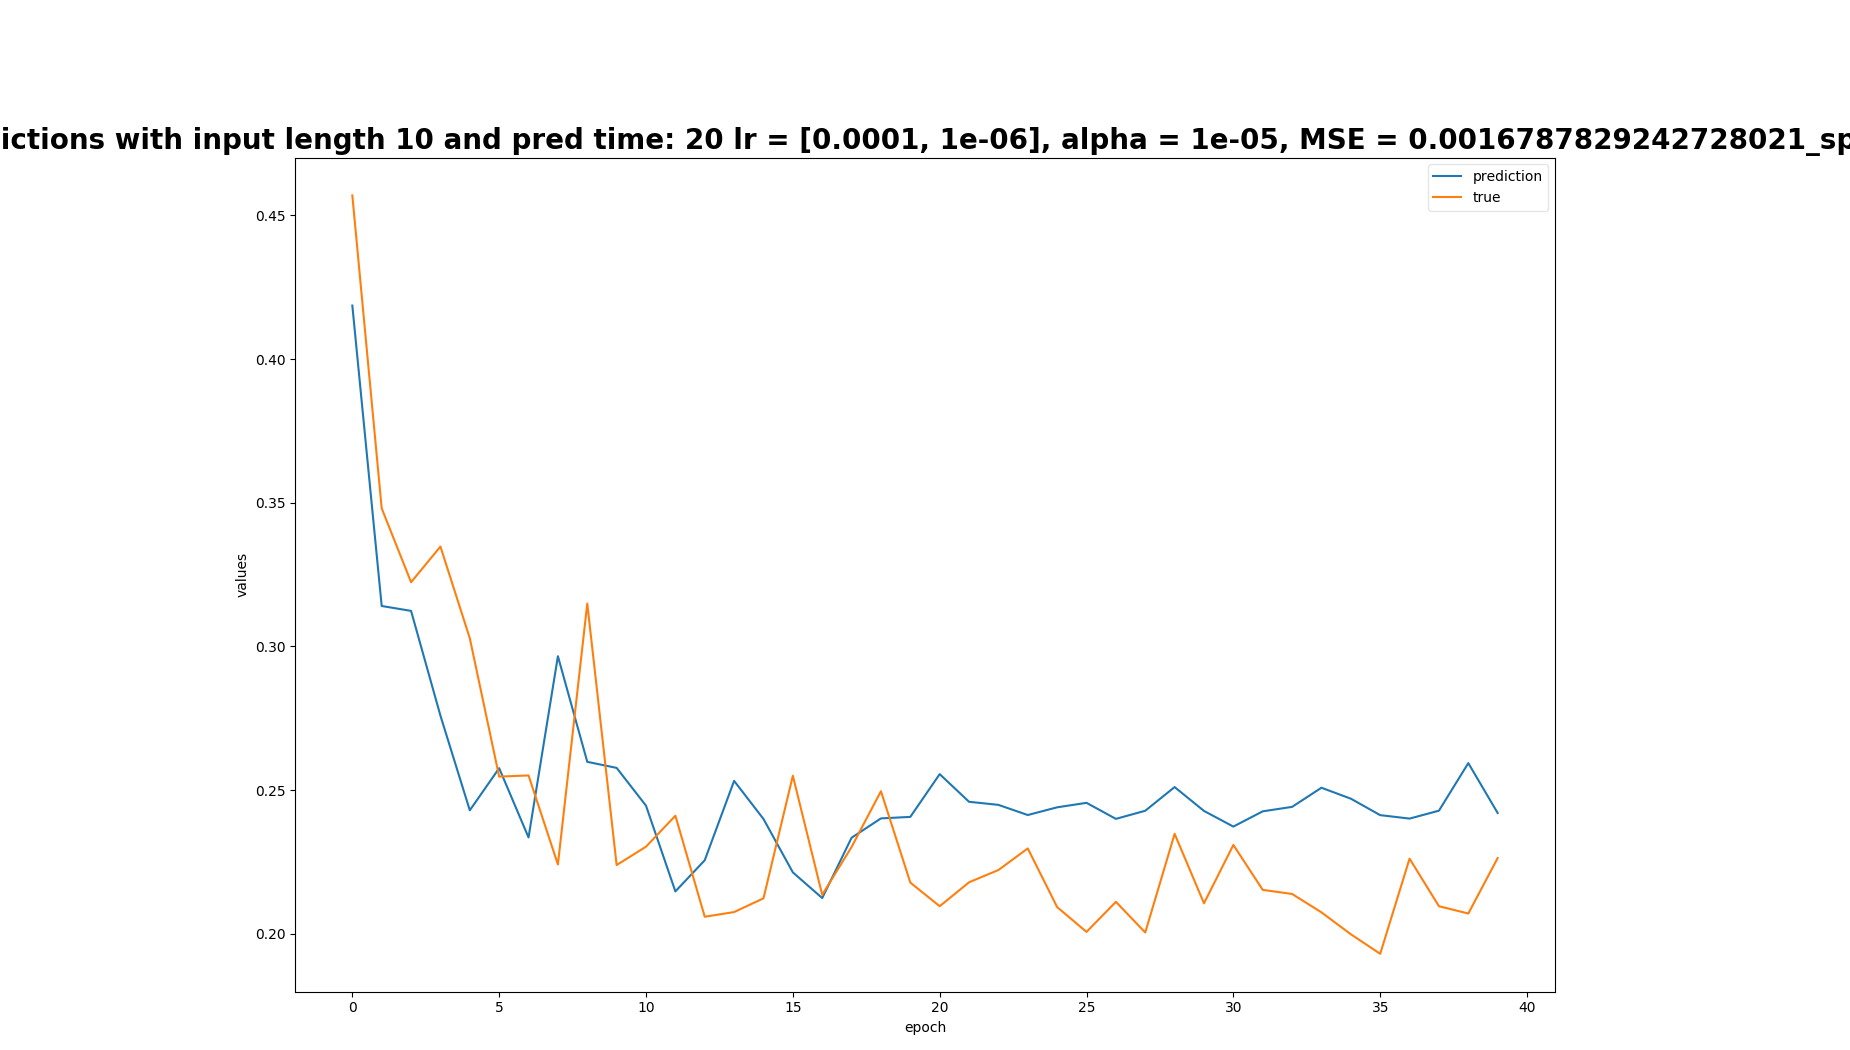 ictions with input length 10 and pred time: 20 lr = [0.0001, 1e-06], alpha = 1e-05, MSE = 0.0016787829242728021_sp
prediction
true
0.45
0.40
0.35
0.30
0.25
0.20
values
0 5 10 15 20 25 30 35 40
epoch